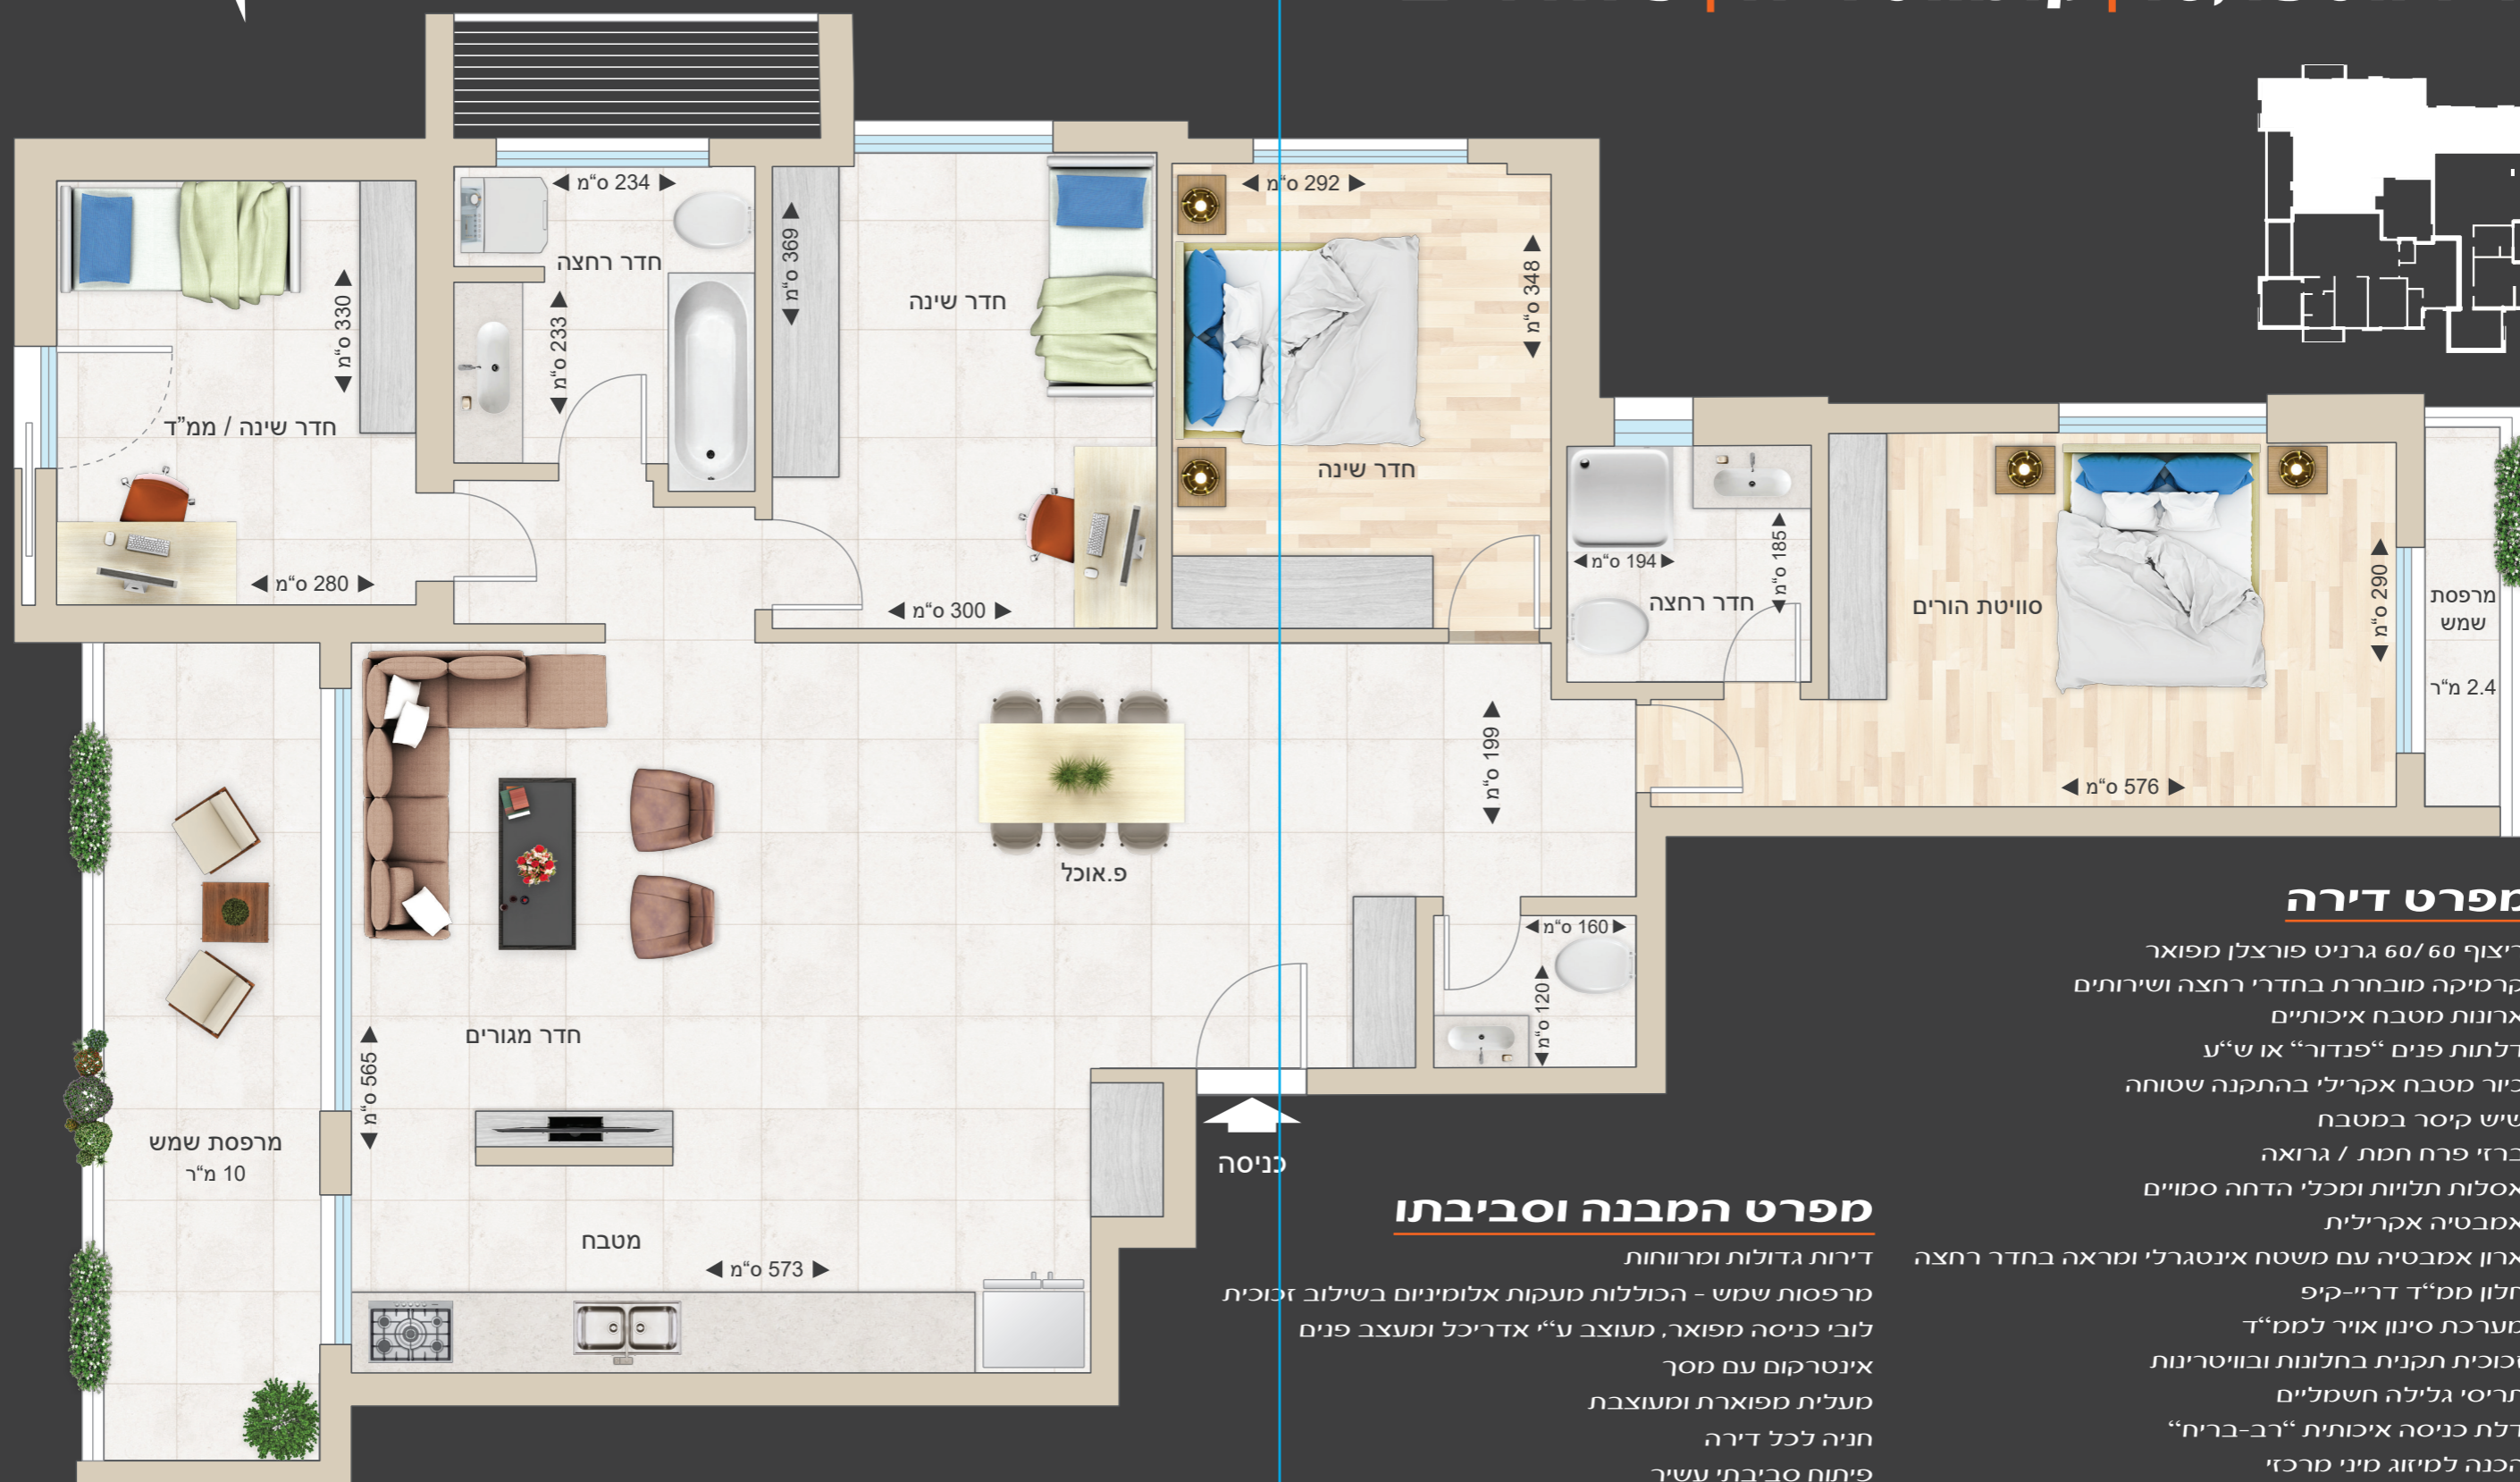 234 ס"מ
חדר רחצה
233 ס"מ
369 ס"מ
חדר שינה
300 ס"מ
292 ס"מ
348 ס"מ
חדר שינה
330 ס"מ
חדר שינה / ממ"ד
280 ס"מ
194 ס"מ
185 ס"מ
חדר רחצה
סוויטת הורים
290 ס"מ
576 ס"מ
מרפסת
שמש
2.4 מ"ר
199 ס"מ
פ.אוכל
160 ס"מ
120 ס"מ
חדר מגורים
565 ס"מ
מרפסת שמש
10 מ"ר
מטבח
573 ס"מ
כניסה
מפרט דירה
ריצוף 60/60 גרניט פורצלן מפואר
קרמיקה מובחרת בחדרי רחצה ושירותים
ארונות מטבח איכותיים
דלתות פנים "פנדור" או ש"ע
כיור מטבח אקרילי בהתקנה שטוחה
שיש קיסר במטבח
ברזי פרח חמת / גרואה
אסלות תלויות ומכלי הדחה סמויים
אמבטיה אקרילית
ארון אמבטיה עם משטח אינטגרלי ומראה בחדר רחצה
חלון ממ"ד דריי-קיפ
מערכת סינון אויר לממ"ד
זכוכית תקנית בחלונות ובוויטרינות
תריסי גלילה חשמליים
דלת כניסה איכותית "רב-בריח"
הכנה למיזוג מיני מרכזי
מפרט המבנה וסביבתו
דירות גדולות ומרווחות
מרפסות שמש - הכוללות מעקות אלומיניום בשילוב זכוכית
לובי כניסה מפואר, מעוצב ע"י אדריכל ומעצב פנים
אינטרקום עם מסך
מעלית מפוארת ומעוצבת
חניה לכל דירה
פיתוח סביבתי עשיר